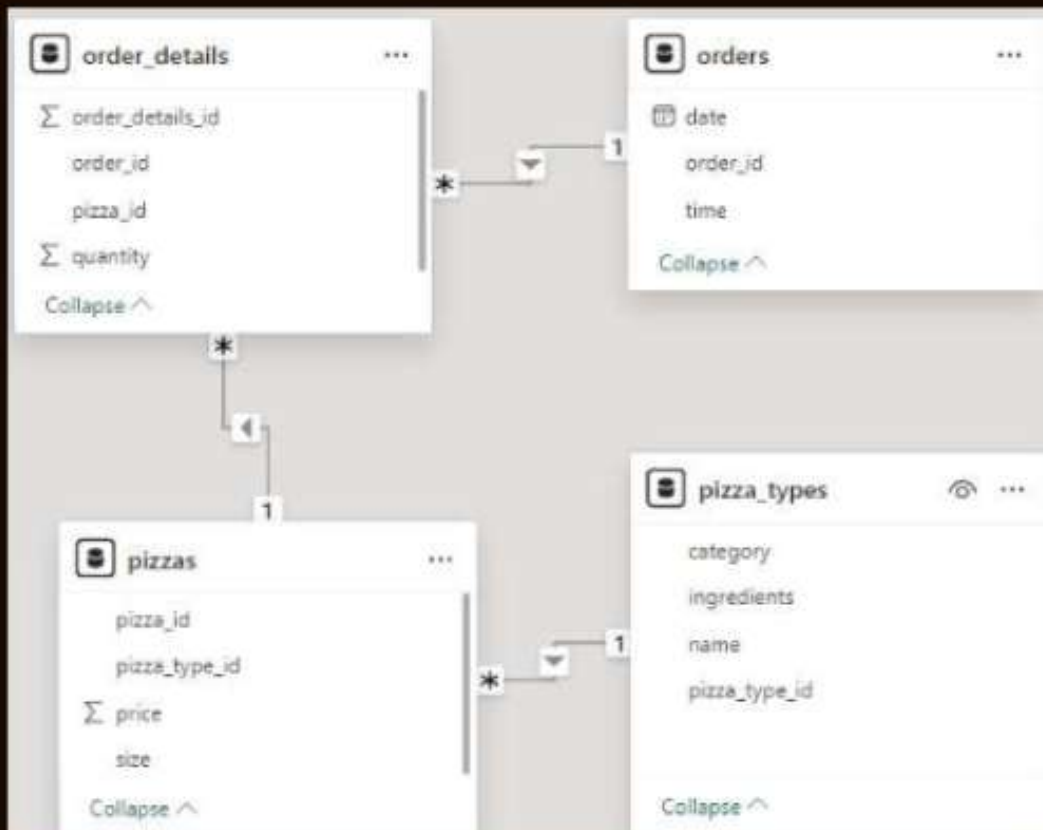 order_details
order_details_id
order_id
pizza_id
quantity
Collapse
orders
date
order_id
time
Collapse
*
1
*
1
pizzas
pizza_id
pizza_type_id
price
size
Collapse
*
1
pizza_types
category
ingredients
name
pizza_type_id
Collapse